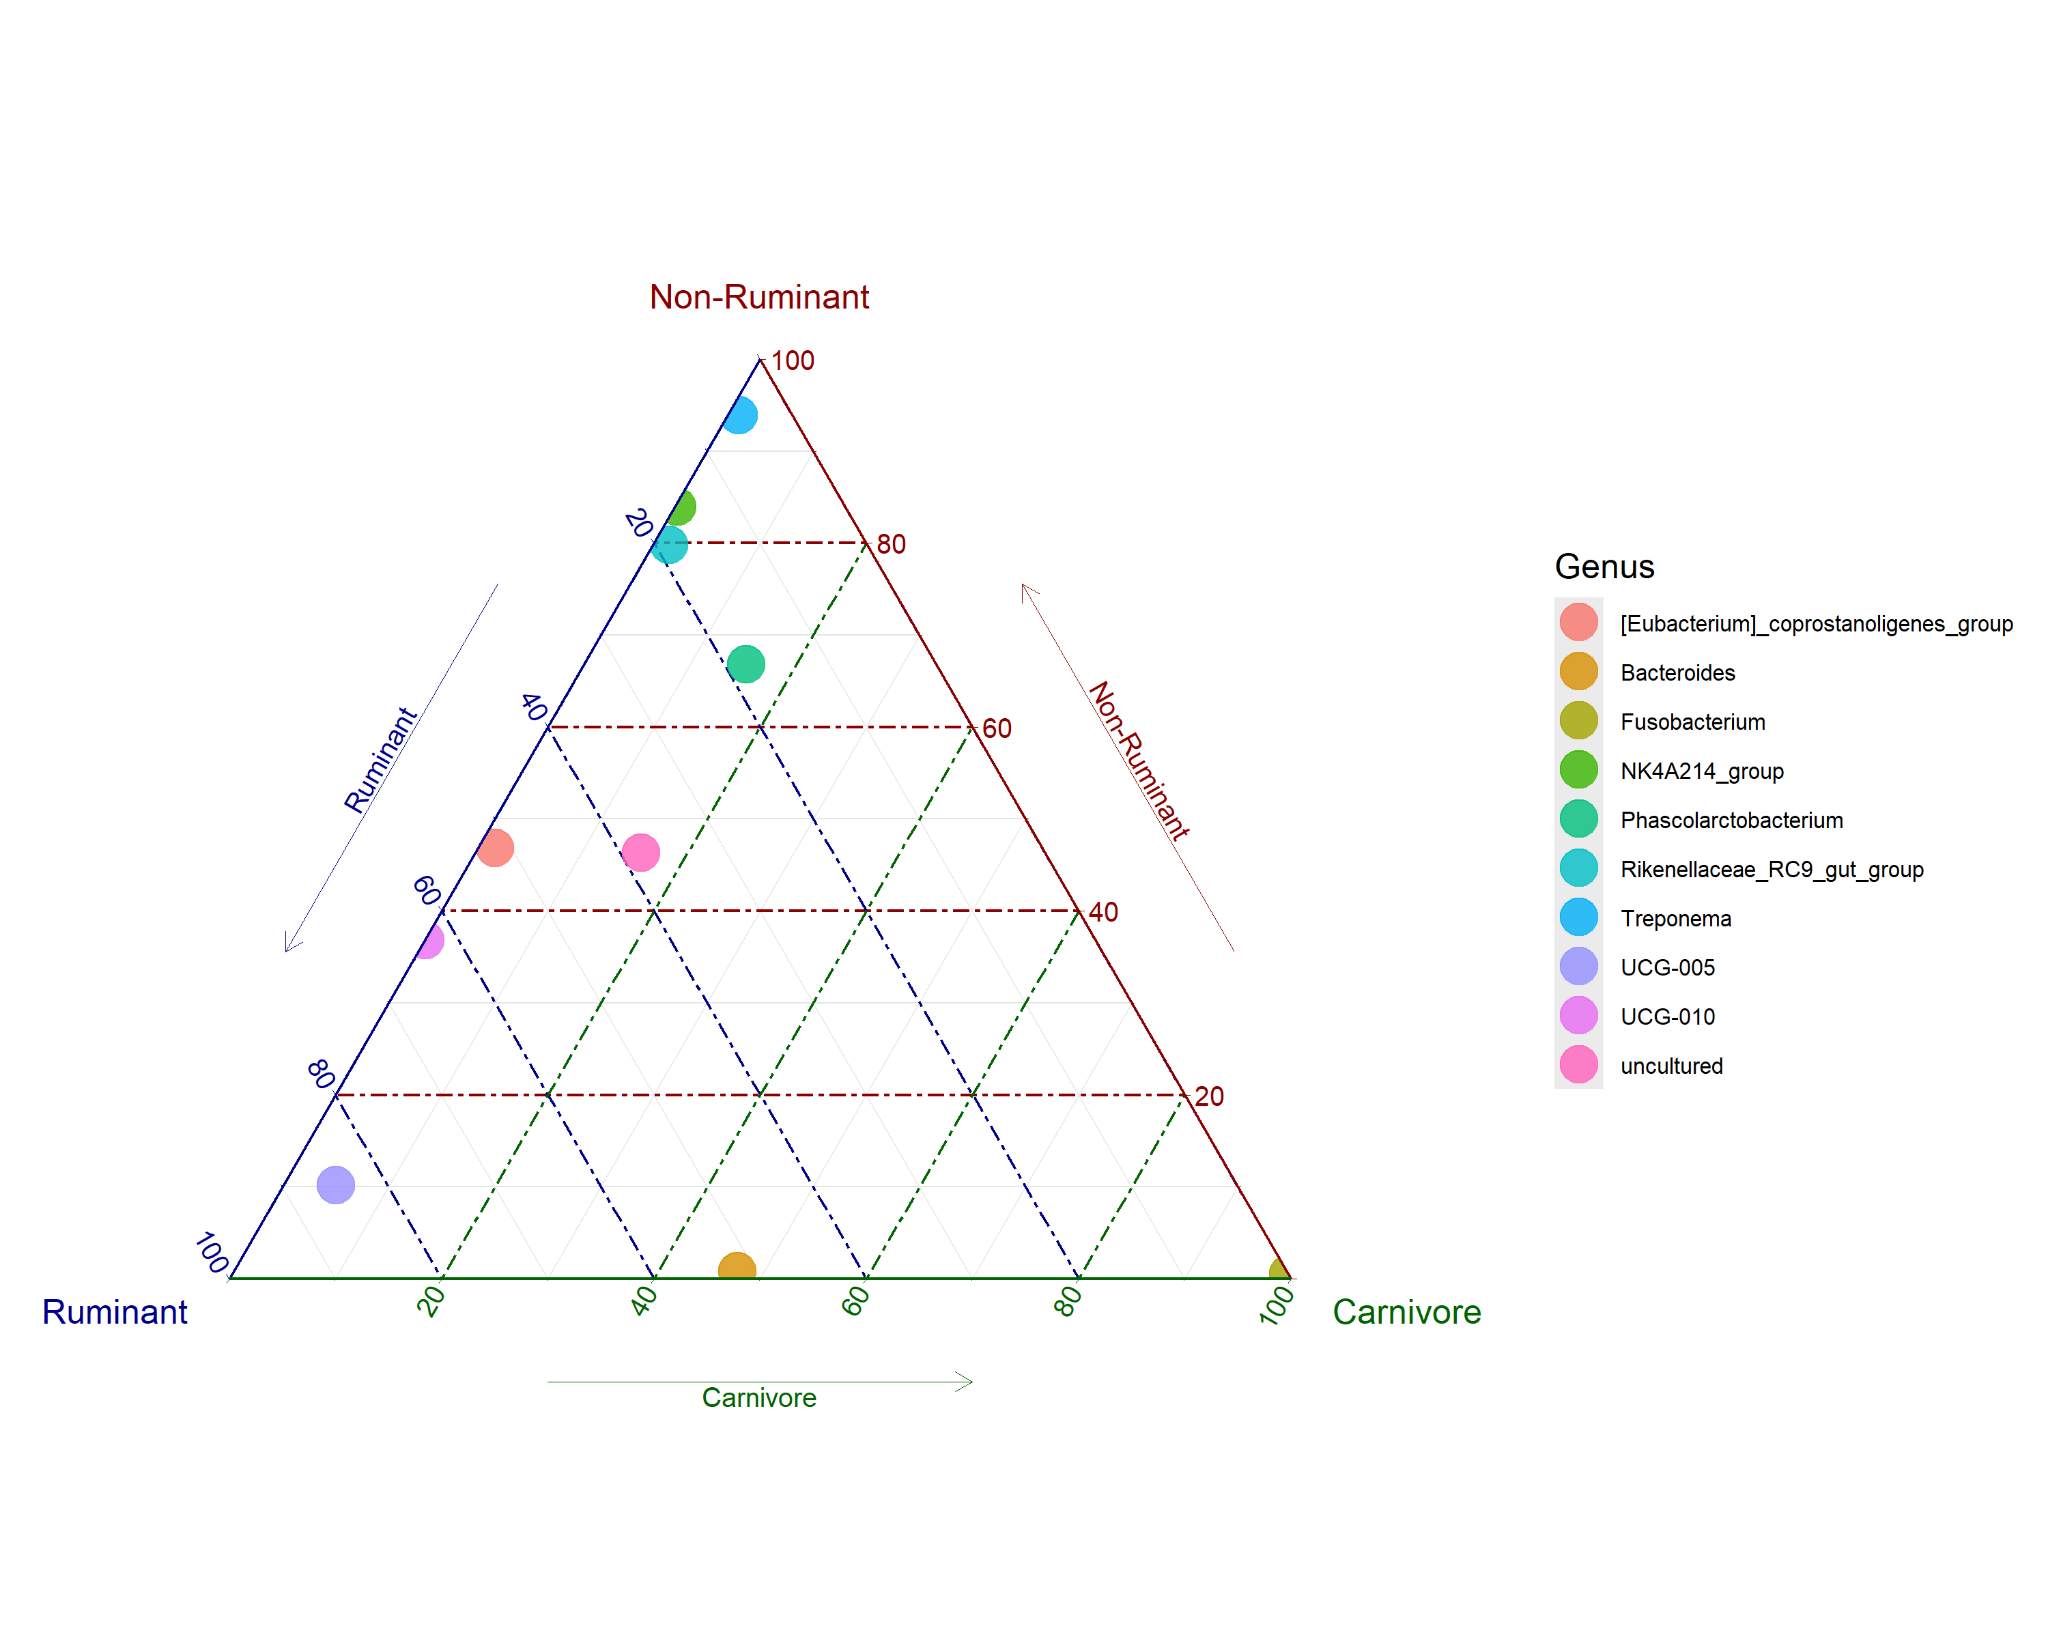 Non-Ruminant
100
20
80
40
60
60
40
80
20
100
Ruminant
Non-Ruminant
Ruminant
Carnivore
20
40
60
80
100
Carnivore
Genus
[Eubacterium]_coprostanoligenes_group
Bacteroides
Fusobacterium
NK4A214_group
Phascolarctobacterium
Rikenellaceae_RC9_gut_group
Treponema
UCG-005
UCG-010
uncultured